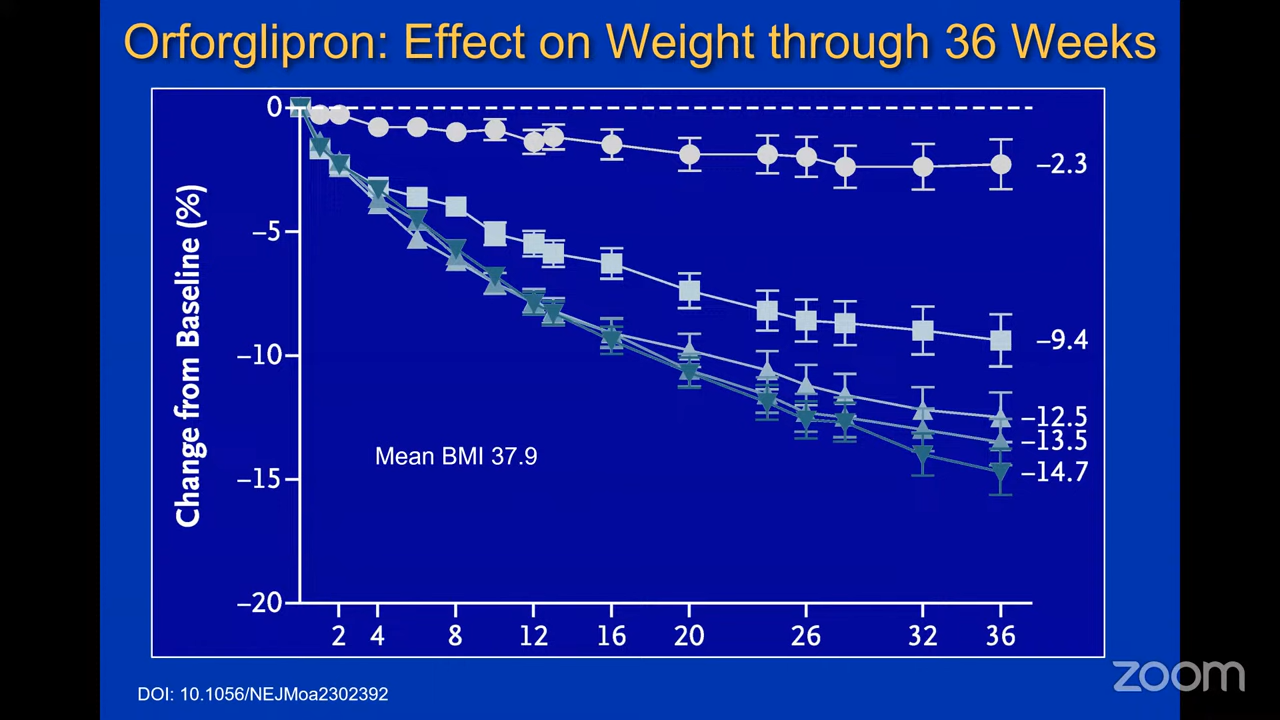 Orforglipron: Effect on Weight through 36 Weeks
0
–5
–10
–15
–20
Change from Baseline (%)
–2.3
–9.4
–12.5
–13.5
–14.7
Mean BMI 37.9
2 4 8 12 16 20 26 32 36
DOI: 10.1056/NEJMoa2302392
zoom